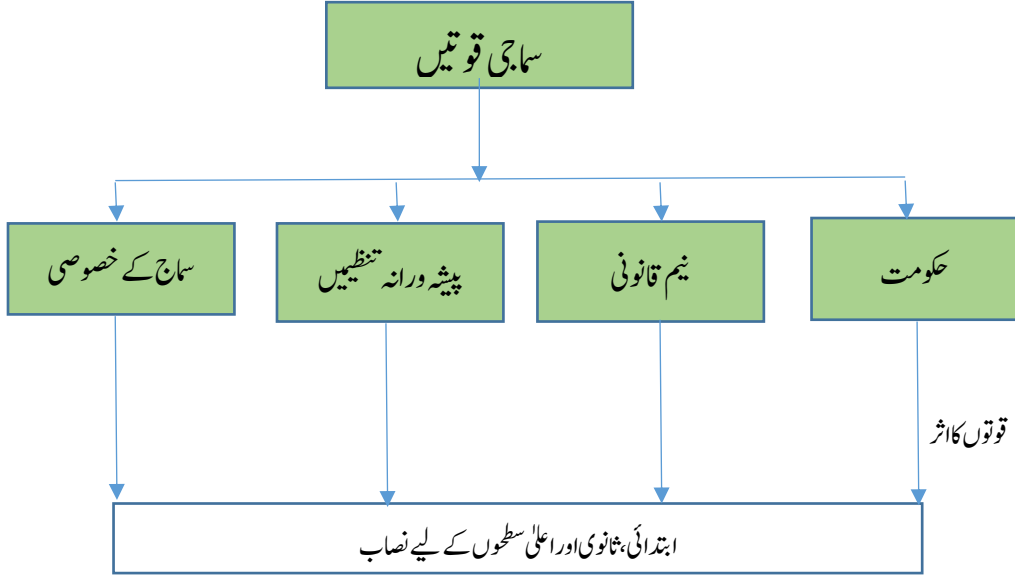 سماجی قوتیں
حکومت
نیم قانونی
پیشہ ورانہ تنظیمیں
سماج کے خصوصی
قوتوں کا اثر
ابتدائی، ثانوی اور اعلیٰ سطحوں کے لیے نصاب